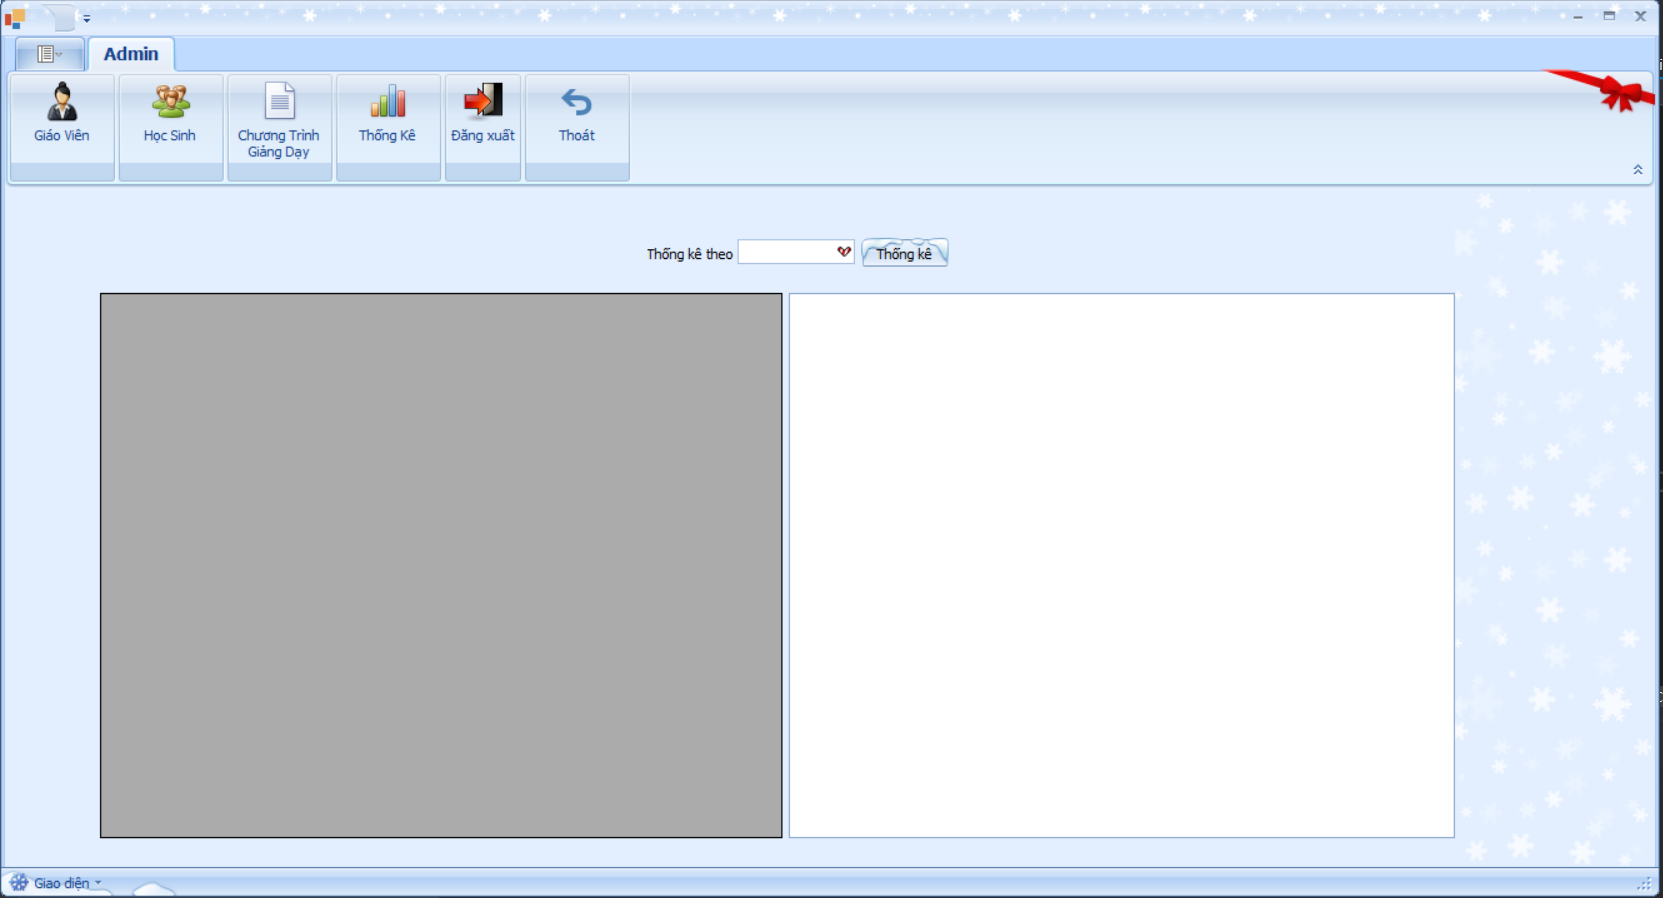 Admin
Giáo Viên
Học Sinh
Chương Trình
Giảng Dạy
Thống Kê
Đăng xuất
Thoát
Thống kê theo
Thống kê
Giao diện